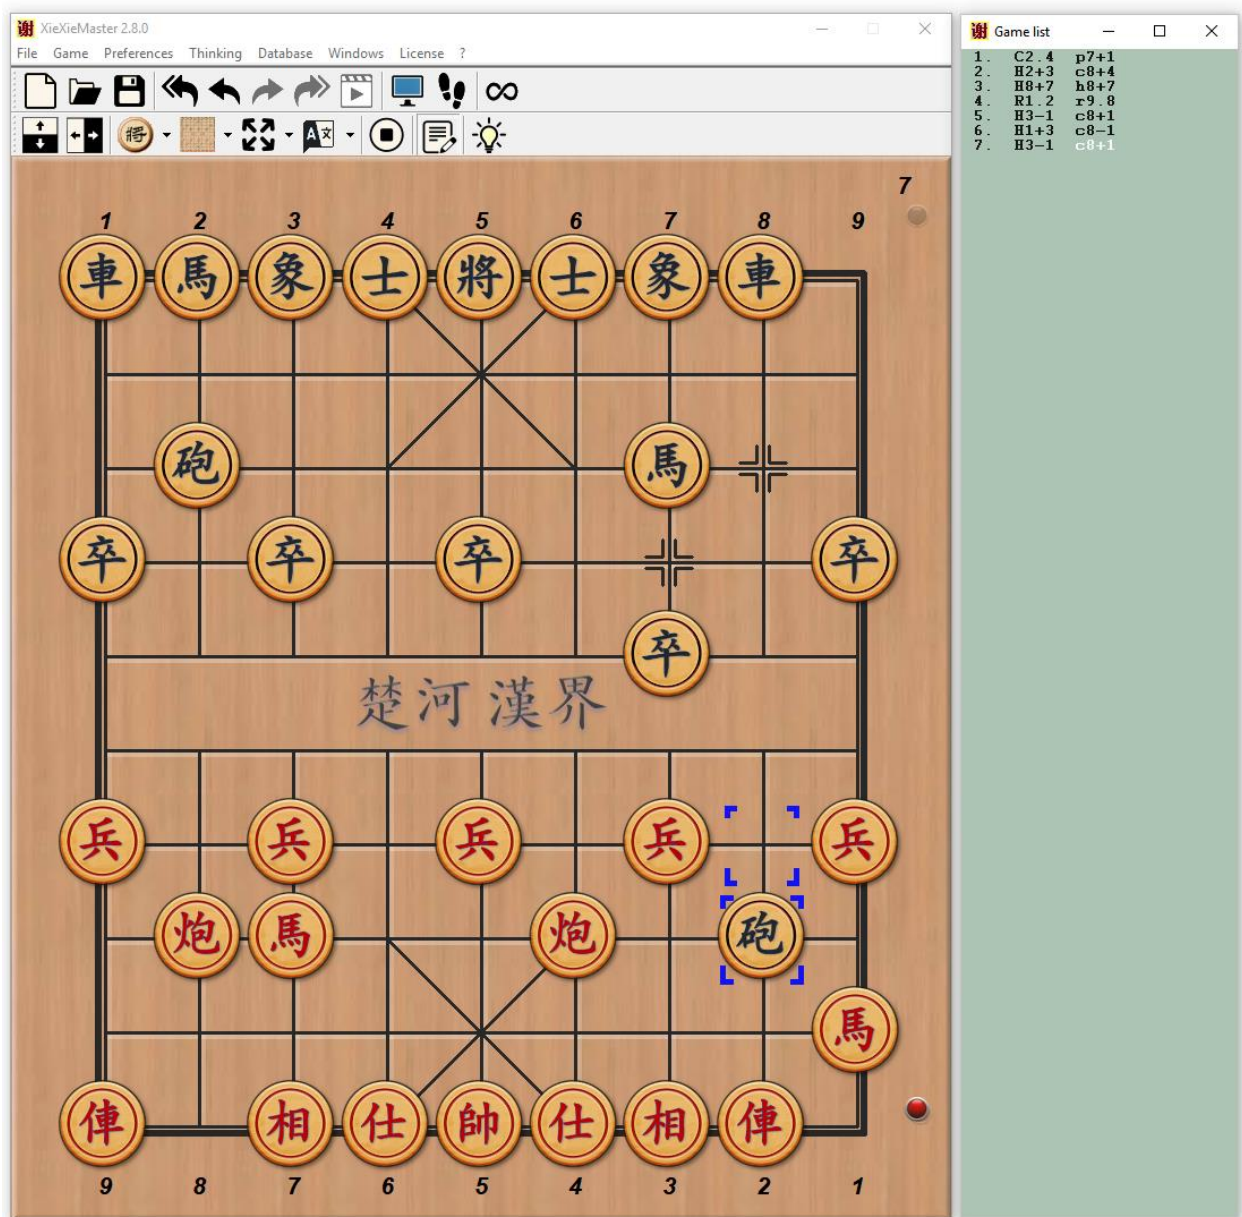 XieXieMaster 2.8.0
File Game Preferences Thinking Database Windows License ?
將
A文
7
1 2 3 4 5 6 7 8 9
車 馬 象 士 將 士 象 車
砲 馬
卒 卒 卒 卒
卒
楚河 漢界
兵 兵 兵 兵 兵
炮 馬 炮 砲
馬
俥 相 仕 帥 仕 相 俥
9 8 7 6 5 4 3 2 1
谢 Game list
1. C2.4 p7+1
2. H2+3 c8+4
3. H8+7 h8+7
4. R1.2 r9.8
5. H3-1 c8+1
6. H1+3 c8-1
7. H3-1 c8+1